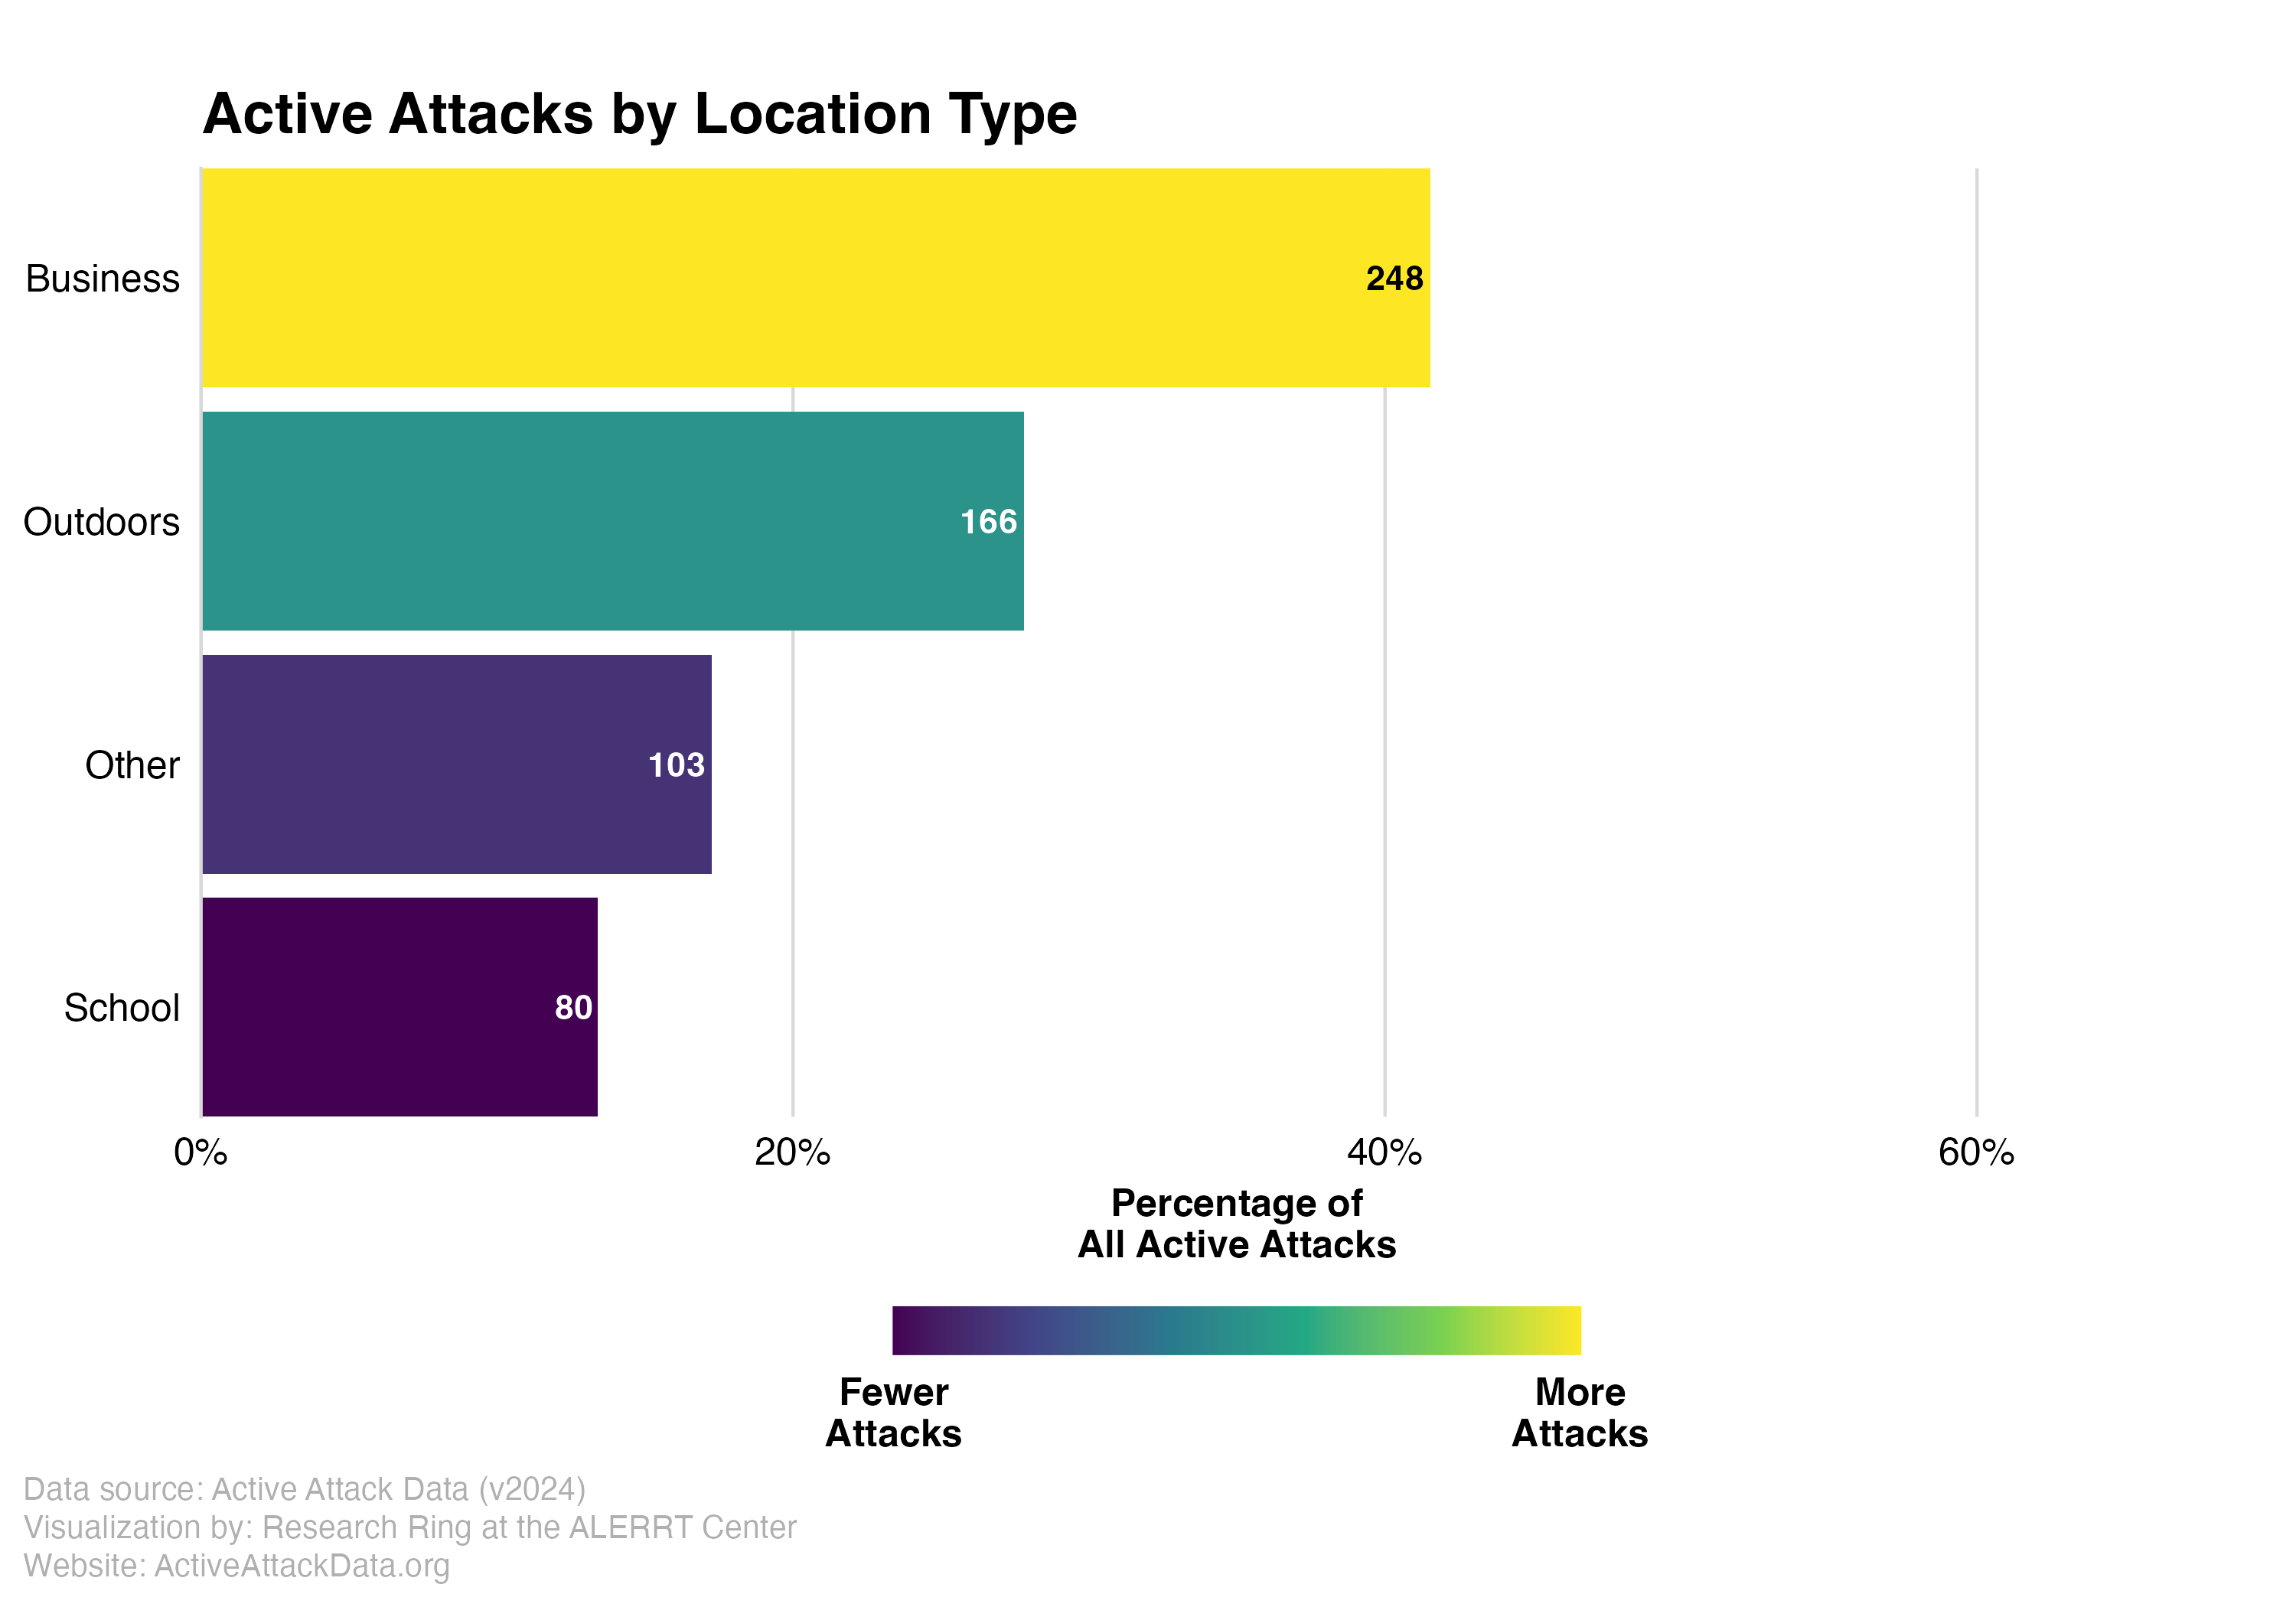 Active Attacks by Location Type
Business
248
Outdoors
166
Other
103
School
80
0%
20%
40%
60%
Percentage of
All Active Attacks
Fewer
Attacks
More
Attacks
Data source: Active Attack Data (v2024)
Visualization by: Research Ring at the ALERRT Center
Website: ActiveAttackData.org